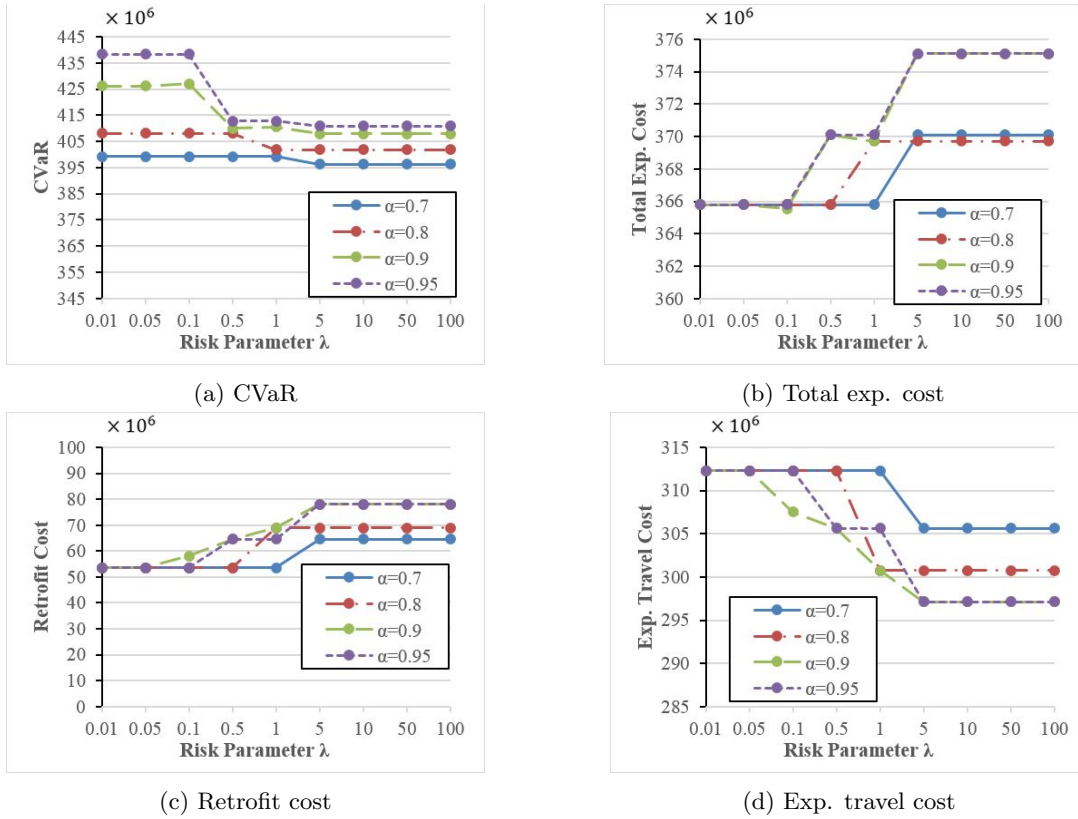 × 10⁶
CVaR
445
435
425
415
405
395
385
375
365
355
345
α=0.7
α=0.8
α=0.9
α=0.95
0.01 0.05 0.1 0.5 1 5 10 50 100
Risk Parameter λ
(a) CVaR
× 10⁶
Total Exp. Cost
376
374
372
370
368
366
364
362
360
α=0.7
α=0.8
α=0.9
α=0.95
0.01 0.05 0.1 0.5 1 5 10 50 100
Risk Parameter λ
(b) Total exp. cost
× 10⁶
Retrofit Cost
100
90
80
70
60
50
40
30
20
10
0
α=0.7
α=0.8
α=0.9
α=0.95
0.01 0.05 0.1 0.5 1 5 10 50 100
Risk Parameter λ
(c) Retrofit cost
× 10⁶
Exp. Travel Cost
315
310
305
300
295
290
285
α=0.7
α=0.8
α=0.9
α=0.95
0.01 0.05 0.1 0.5 1 5 10 50 100
Risk Parameter λ
(d) Exp. travel cost